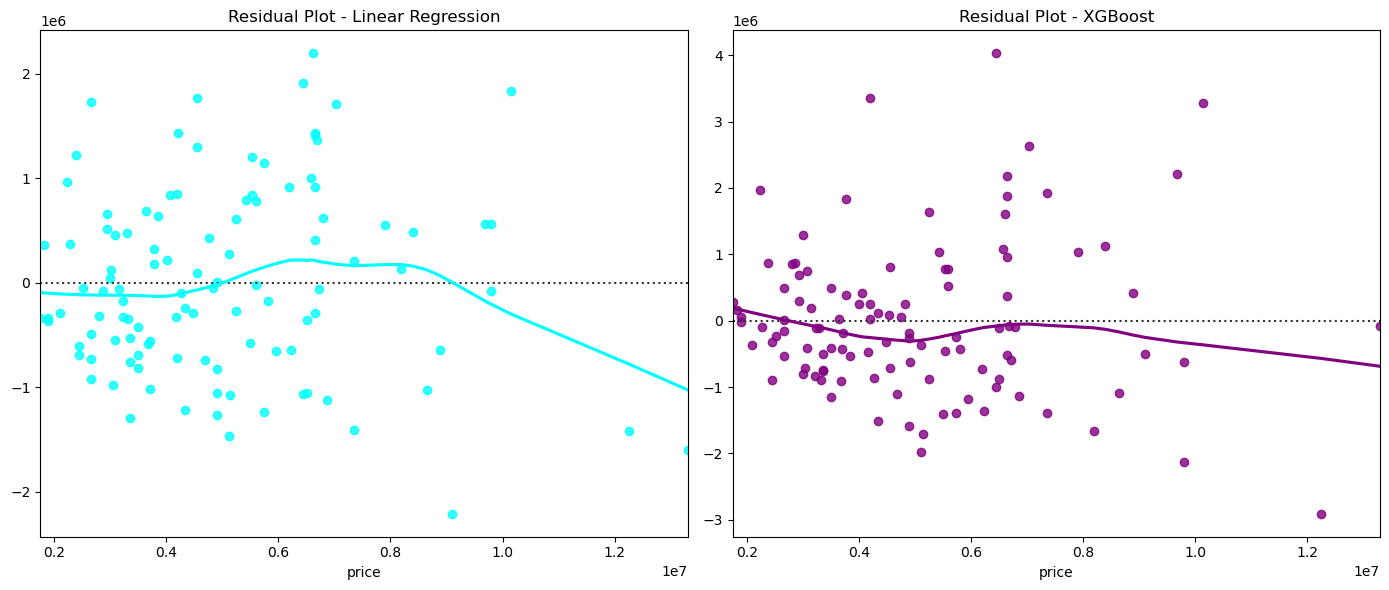 Residual Plot - Linear Regression
1e6
2
1
0
−1
−2
0.2 0.4 0.6 0.8 1.0 1.2
1e7
price
Residual Plot - XGBoost
1e6
4
3
2
1
0
−1
−2
−3
0.2 0.4 0.6 0.8 1.0 1.2
1e7
price